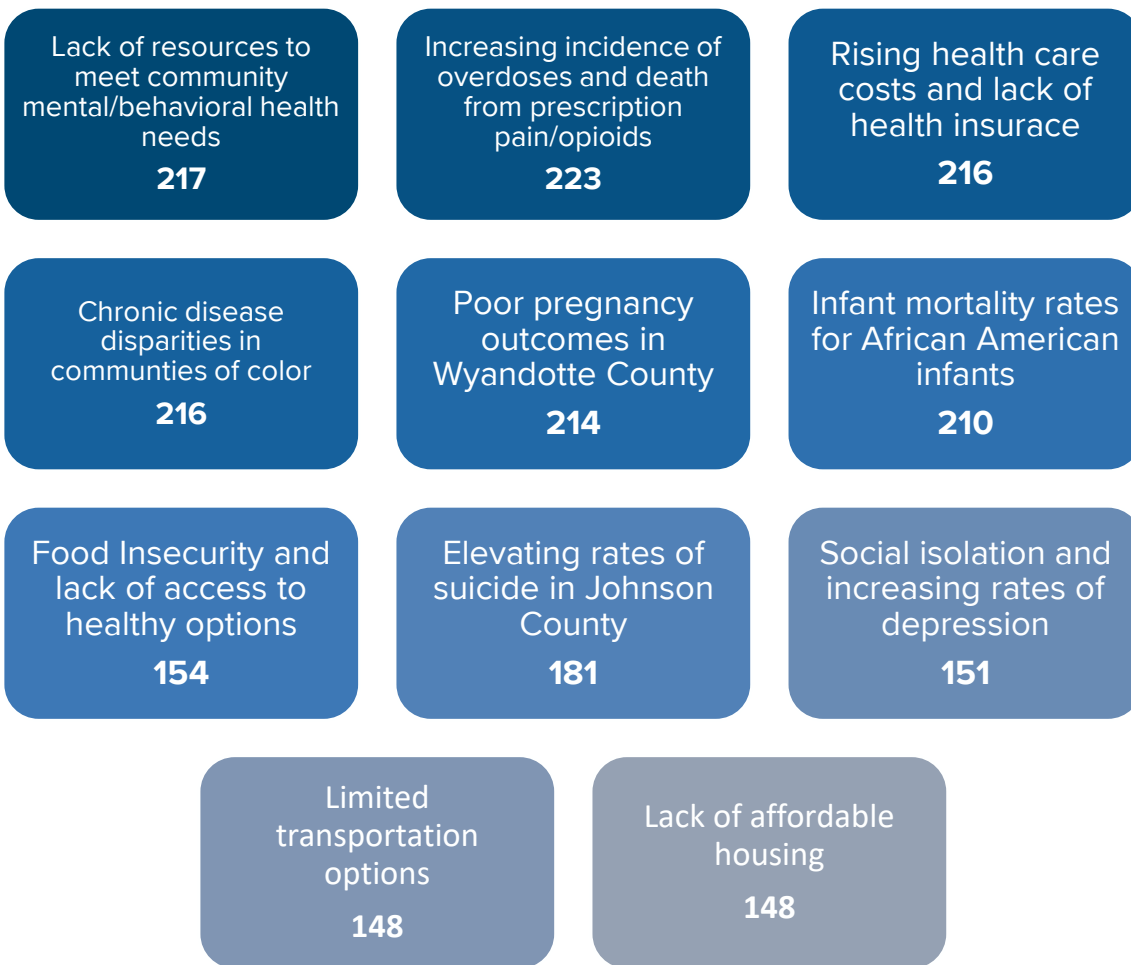 Lack of resources to
meet community
mental/behavioral health
needs
217
Increasing incidence of
overdoses and death
from prescription
pain/opioids
223
Rising health care
costs and lack of
health insurace
216
Chronic disease
disparities in
communties of color
216
Poor pregnancy
outcomes in
Wyandotte County
214
Infant mortality rates
for African American
infants
210
Food Insecurity and
lack of access to
healthy options
154
Elevating rates of
suicide in Johnson
County
181
Social isolation and
increasing rates of
depression
151
Limited
transportation
options
148
Lack of affordable
housing
148